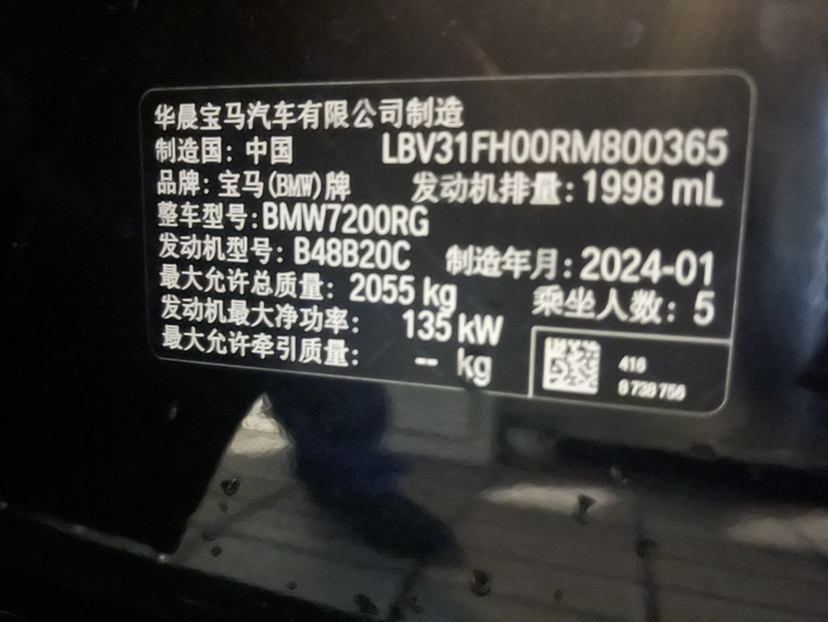 华晨宝马汽车有限公司制造
制造国：中国 LBV31FH00RM800365
品牌：宝马(BMW)牌 发动机排量：1998 mL
整车型号：BMW7200RG
发动机型号：B48B20C 制造年月：2024-01
最大允许总质量：2055 kg 乘坐人数：5
发动机最大净功率：135 kW
最大允许牵引质量：-- kg
416
8 738 756